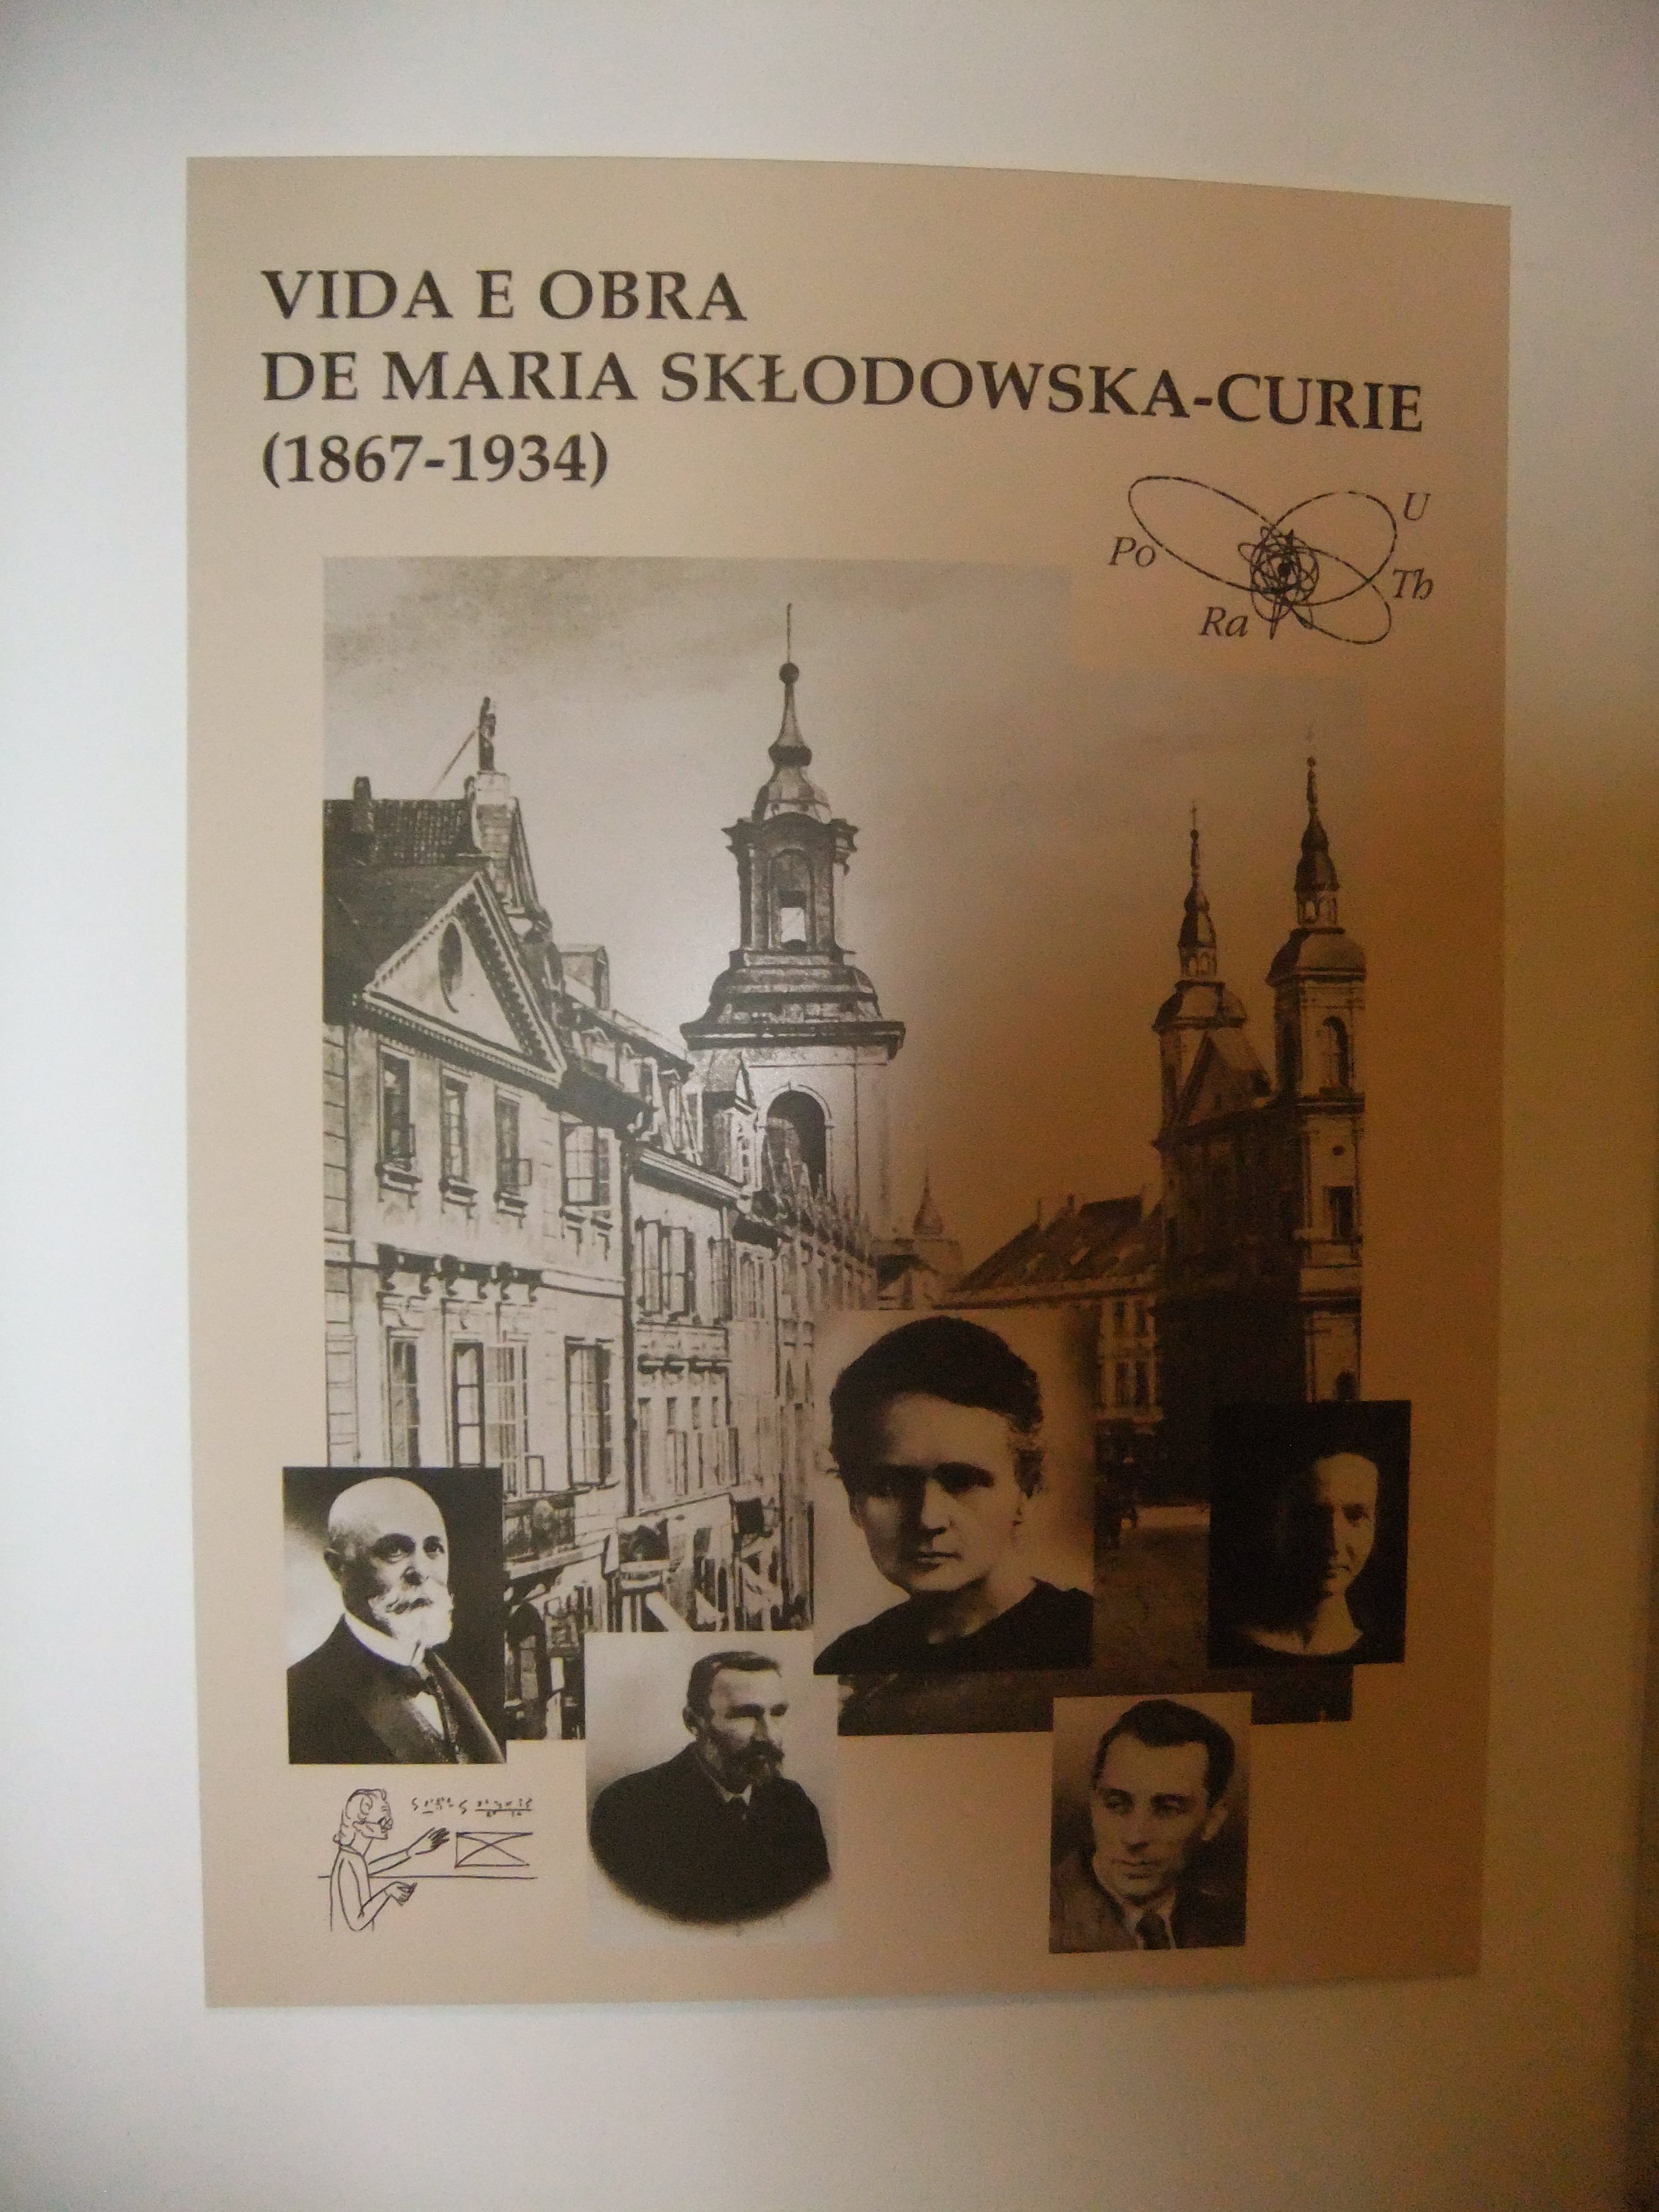 VIDA E OBRA
DE MARIA SKŁODOWSKA-CURIE
(1867-1934)
U
Po
Th
Ra